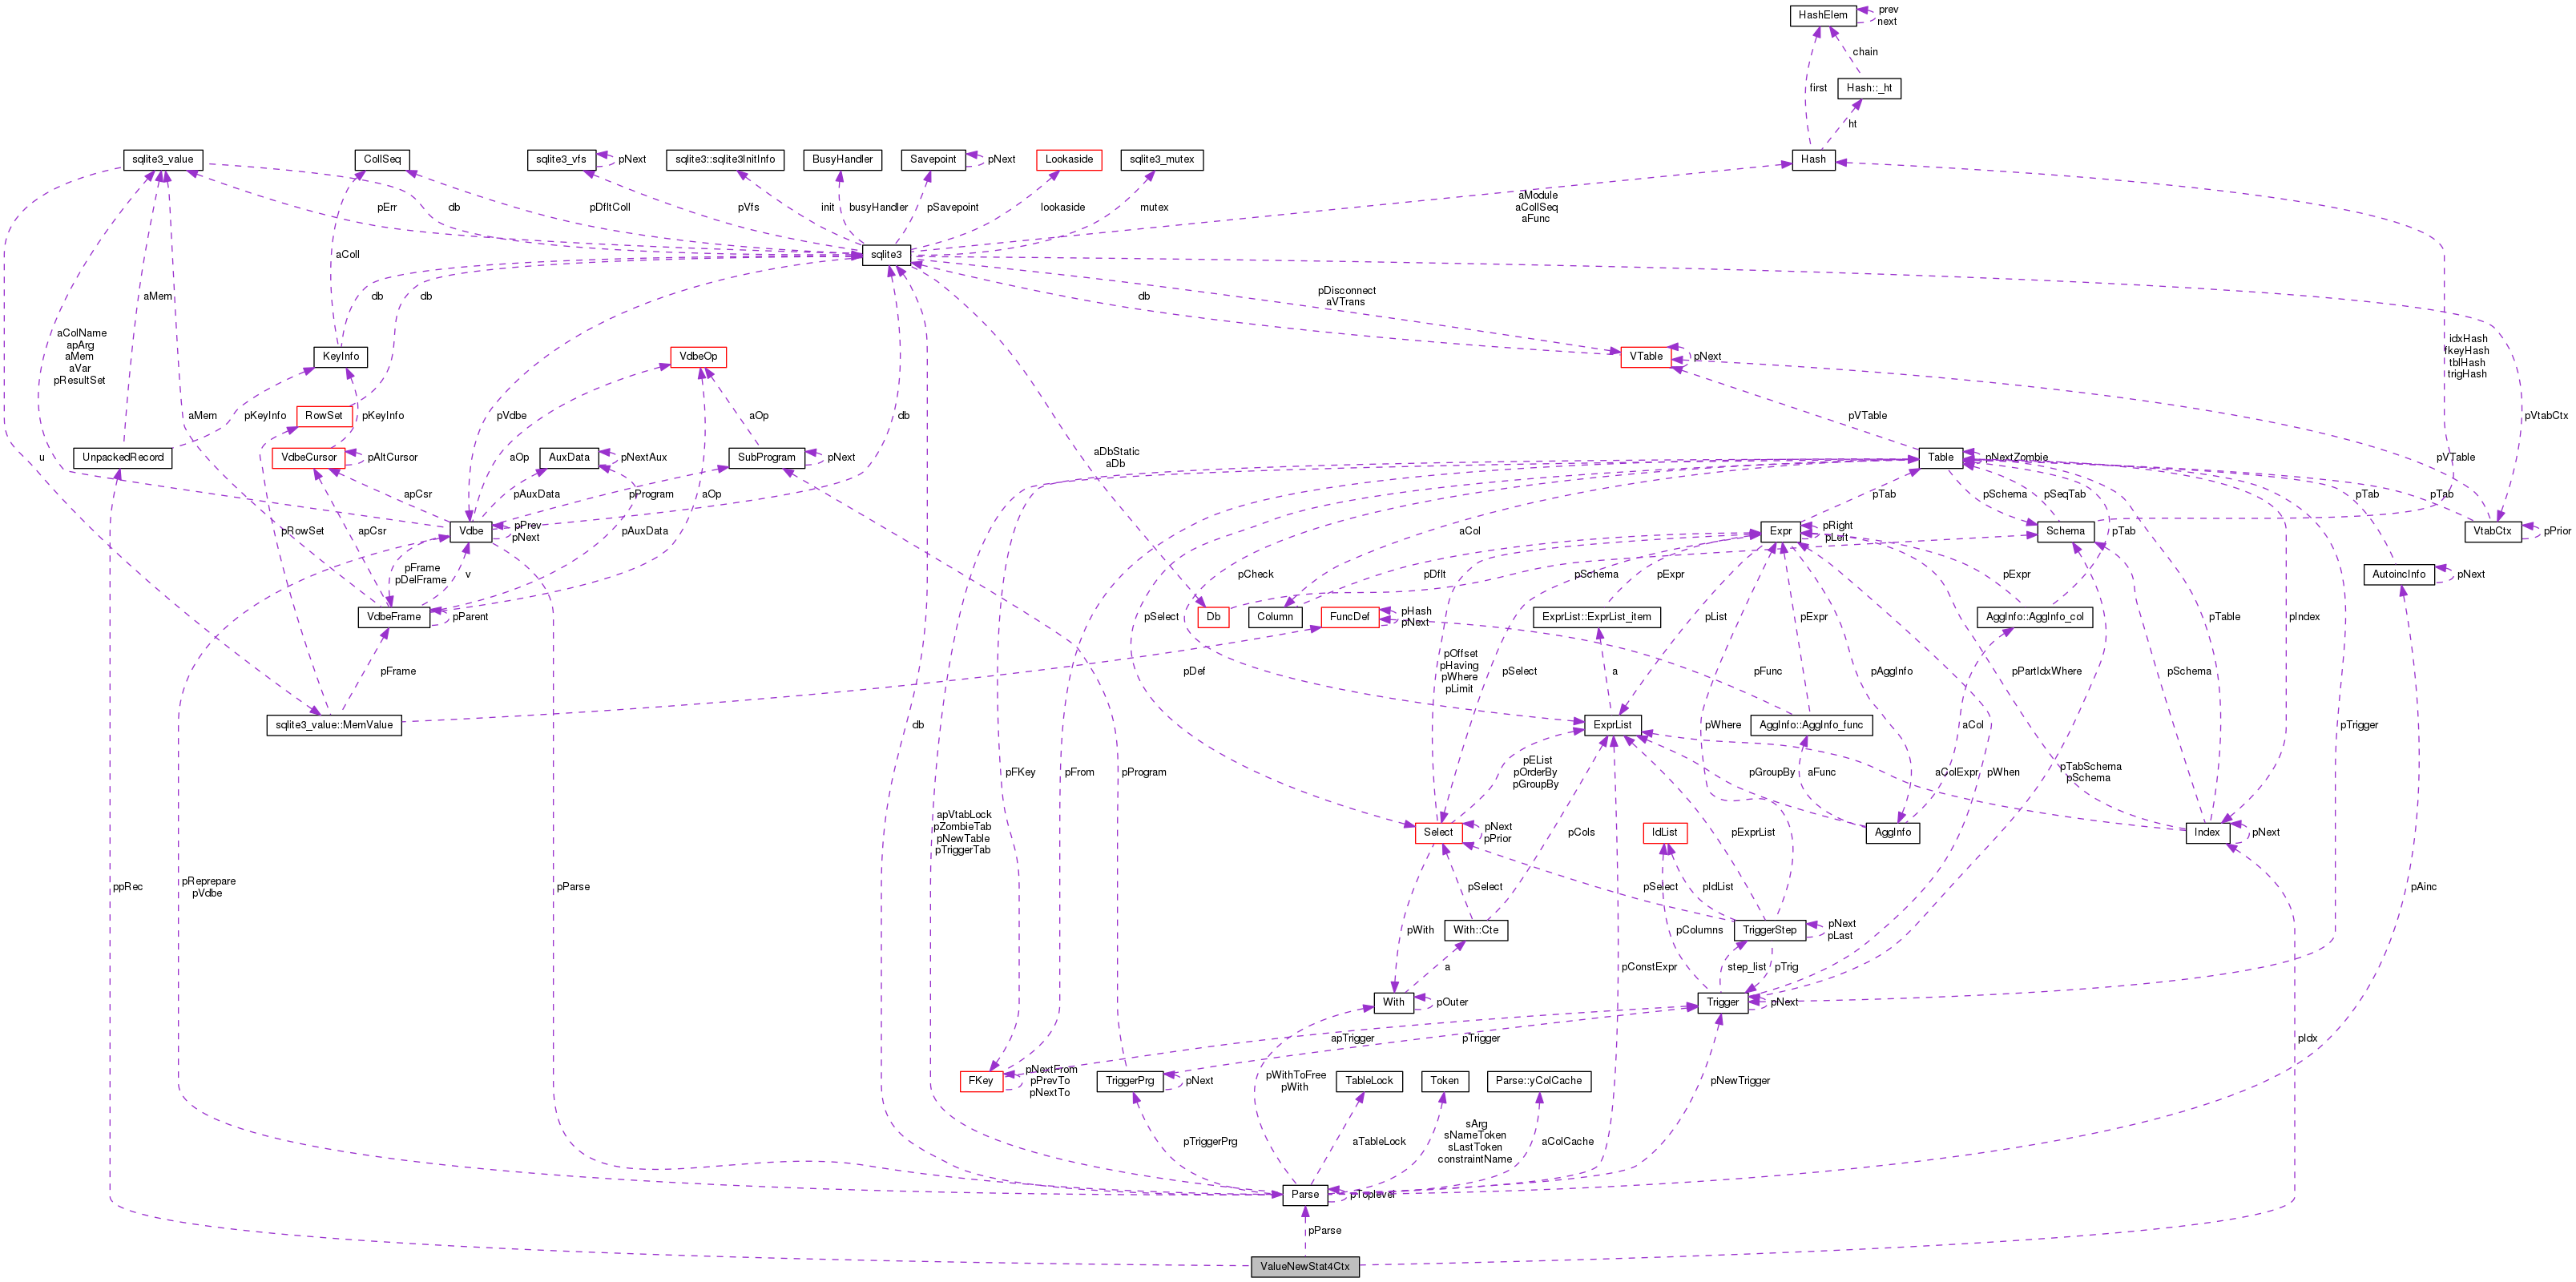 HashElem
prev
next
chain
first
Hash::_ht
ht
sqlite3_value
CollSeq
sqlite3_vfs
pNext
sqlite3::sqlite3InitInfo
BusyHandler
Savepoint
pNext
Lookaside
sqlite3_mutex
Hash
pErr
db
pDfltColl
pVfs
init
busyHandler
pSavepoint
lookaside
mutex
aModule
aCollSeq
aFunc
sqlite3
aColl
db
db
aMem
pDisconnect
aVTrans
db
aColName
apArg
aMem
aVar
pResultSet
KeyInfo
VdbeOp
VTable
pNext
idxHash
fkeyHash
tblHash
trigHash
RowSet
pKeyInfo
pKeyInfo
aMem
pVdbe
aOp
db
pVTable
pVtabCtx
u
UnpackedRecord
VdbeCursor
pAltCursor
aOp
AuxData
pNextAux
SubProgram
pNext
aDbStatic
aDb
Table
pNextZombie
pVTable
apCsr
pAuxData
pProgram
aOp
pTab
pSchema
pSeqTab
pTab
pTab
pRowSet
Vdbe
pPrev
pNext
pAuxData
aCol
Expr
pRight
pLeft
Schema
pTab
VtabCtx
pPrior
apCsr
pFrame
pDelFrame
v
pCheck
pDflt
pSchema
pExpr
pExpr
AutoincInfo
pNext
VdbeFrame
pParent
pSelect
Db
Column
FuncDef
pHash
pNext
ExprList::ExprList_item
pList
pExpr
AggInfo::AggInfo_col
pTable
pIndex
pFrame
pDef
pOffset
pHaving
pWhere
pLimit
pSelect
a
pFunc
pAggInfo
pPartIdxWhere
pSchema
sqlite3_value::MemValue
db
ExprList
AggInfo::AggInfo_func
pWhere
aCol
pTrigger
pFKey
pFrom
pProgram
pEList
pOrderBy
pGroupBy
pGroupBy
aFunc
aColExpr
pWhen
pTabSchema
pSchema
apVtabLock
pZombieTab
pNewTable
pTriggerTab
Select
pNext
pPrior
pCols
IdList
pExprList
AggInfo
Index
pNext
ppRec
pReprepare
pVdbe
pParse
pSelect
pSelect
pIdList
pAinc
pWith
With::Cte
pColumns
TriggerStep
pNext
pLast
a
pConstExpr
step_list
pTrig
With
pOuter
Trigger
pNext
apTrigger
pTrigger
pIdx
FKey
pNextFrom
pPrevTo
pNextTo
TriggerPrg
pNext
pWithToFree
pWith
TableLock
Token
Parse::yColCache
pNewTrigger
pTriggerPrg
aTableLock
sArg
sNameToken
sLastToken
constraintName
aColCache
Parse
pToplevel
pParse
ValueNewStat4Ctx